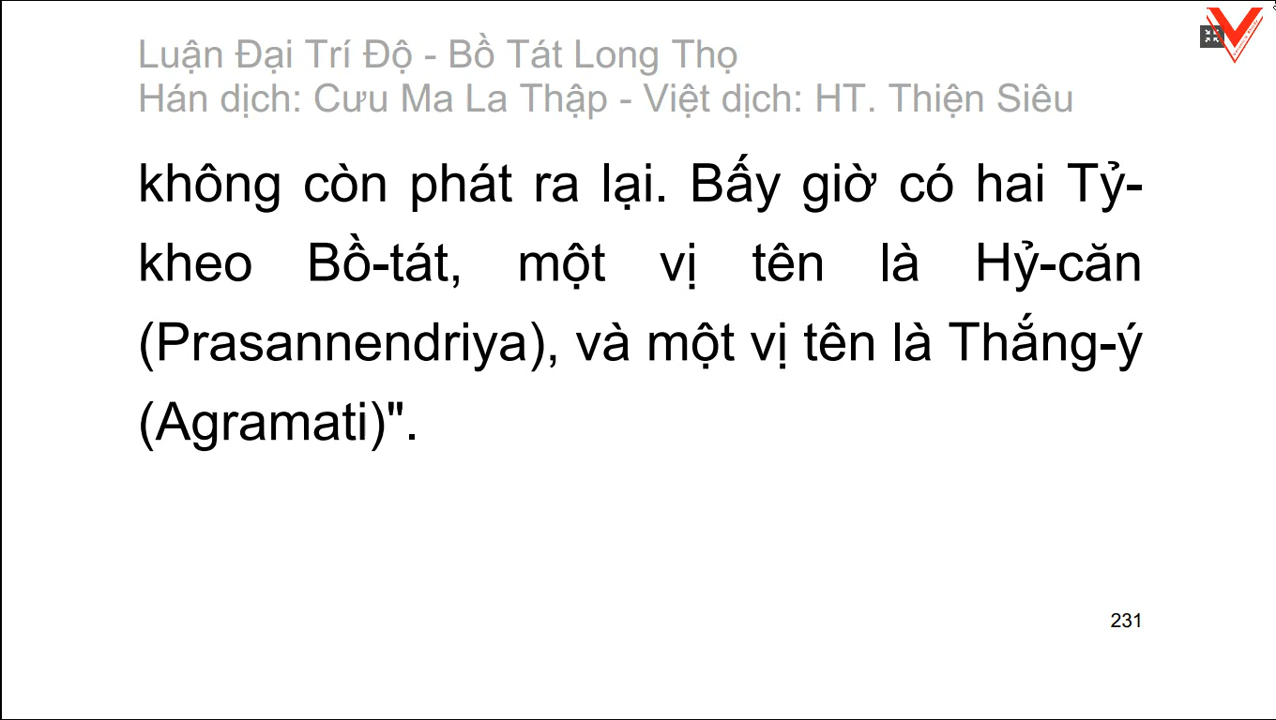 Luận Đại Trí Độ - Bồ Tát Long Thọ
Hán dịch: Cưu Ma La Thập - Việt dịch: HT. Thiện Siêu
không còn phát ra lại. Bấy giờ có hai Tỷ-
kheo Bồ-tát, một vị tên là Hỷ-căn
(Prasannendriya), và một vị tên là Thắng-ý
(Agramati)".
231